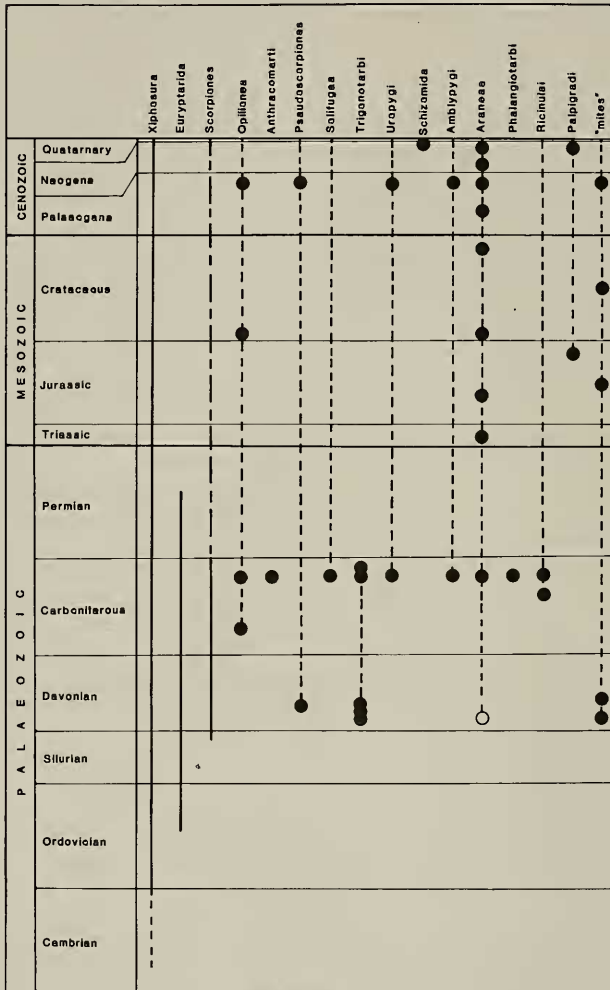 Xiphosura
Eurypterida
Scorpiones
Opiliones
Anthracomarti
Pseudoscorpiones
Solifugae
Trigonotarbi
Uropygi
Schizomida
Amblypygi
Araneae
Phalangiotarbi
Ricinulei
Palpigradi
"mites"
CENOZOIC
Quaternary
Neogene
Palaeogene
MESOZOIC
Cretaceous
Jurassic
Triassic
PALAEOZOIC
Permian
Carboniferous
Devonian
Silurian
Ordovician
Cambrian